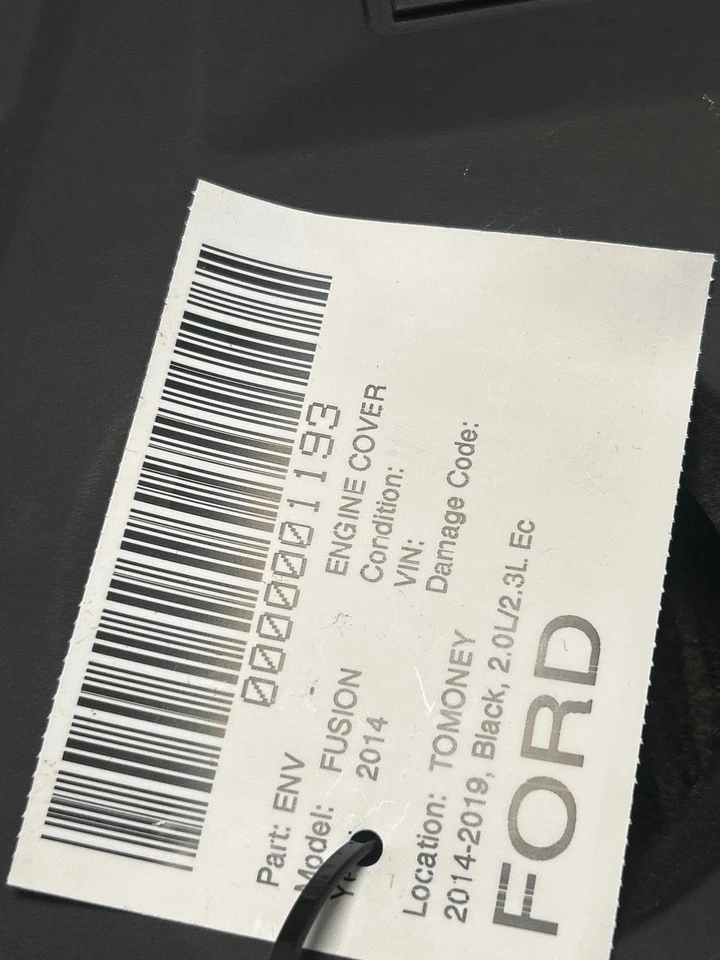 0000001193
Part: ENV - ENGINE COVER
Model: FUSION Condition:
2014 VIN:
Damage Code:
Location: TOMONEY
2014-2019, Black, 2.0L/2.3L Ec
FORD